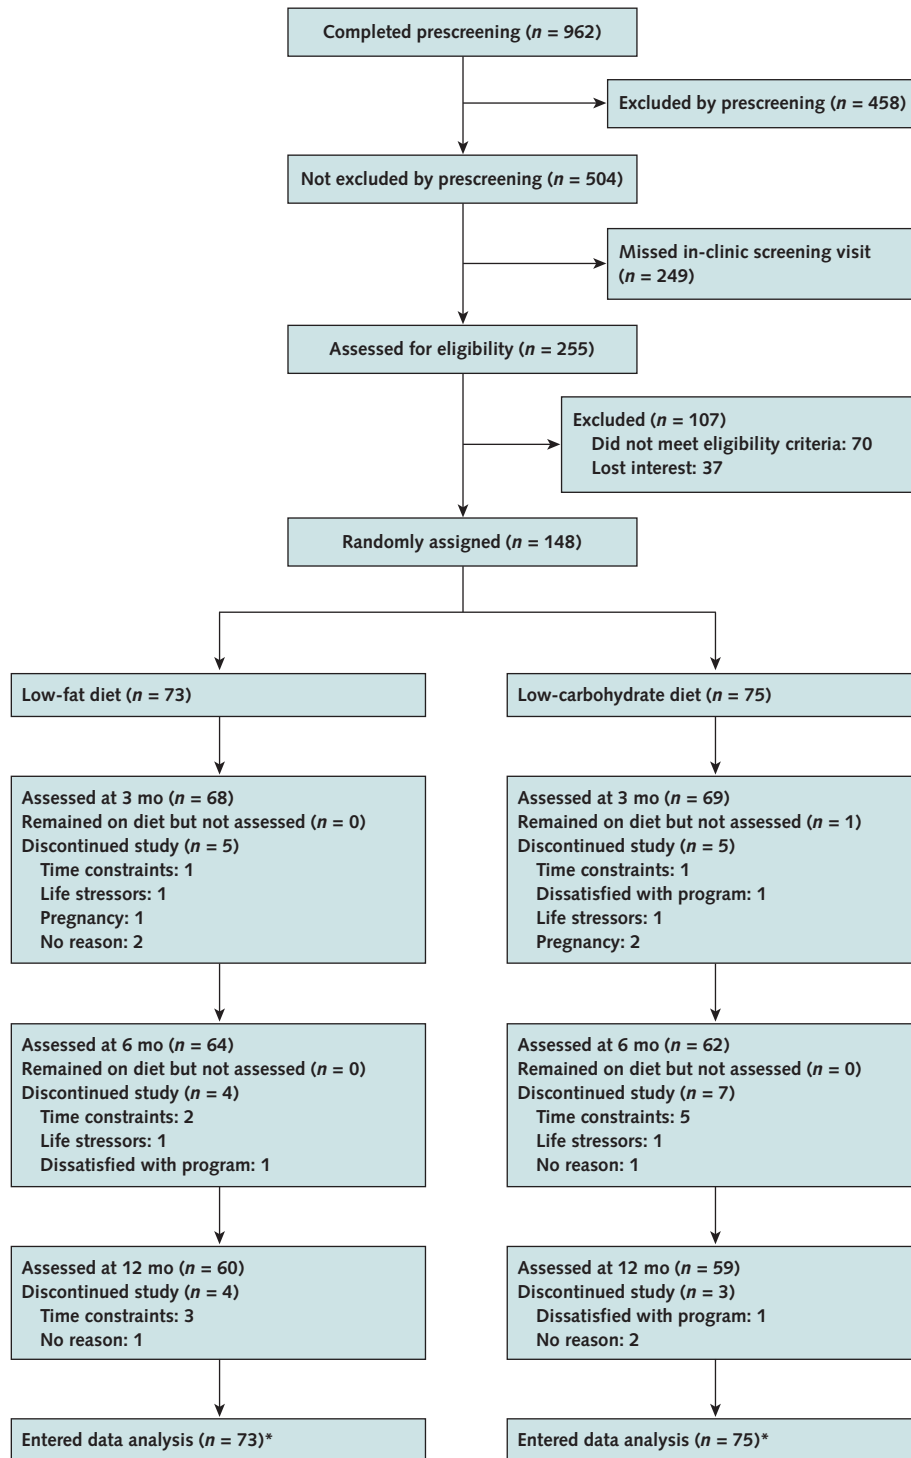 Completed prescreening (n = 962)
Excluded by prescreening (n = 458)
Not excluded by prescreening (n = 504)
Missed in-clinic screening visit
(n = 249)
Assessed for eligibility (n = 255)
Excluded (n = 107)
Did not meet eligibility criteria: 70
Lost interest: 37
Randomly assigned (n = 148)
Low-fat diet (n = 73)
Low-carbohydrate diet (n = 75)
Assessed at 3 mo (n = 68)
Remained on diet but not assessed (n = 0)
Discontinued study (n = 5)
Time constraints: 1
Life stressors: 1
Pregnancy: 1
No reason: 2
Assessed at 3 mo (n = 69)
Remained on diet but not assessed (n = 1)
Discontinued study (n = 5)
Time constraints: 1
Dissatisfied with program: 1
Life stressors: 1
Pregnancy: 2
Assessed at 6 mo (n = 64)
Remained on diet but not assessed (n = 0)
Discontinued study (n = 4)
Time constraints: 2
Life stressors: 1
Dissatisfied with program: 1
Assessed at 6 mo (n = 62)
Remained on diet but not assessed (n = 0)
Discontinued study (n = 7)
Time constraints: 5
Life stressors: 1
No reason: 1
Assessed at 12 mo (n = 60)
Discontinued study (n = 4)
Time constraints: 3
No reason: 1
Assessed at 12 mo (n = 59)
Discontinued study (n = 3)
Dissatisfied with program: 1
No reason: 2
Entered data analysis (n = 73)*
Entered data analysis (n = 75)*